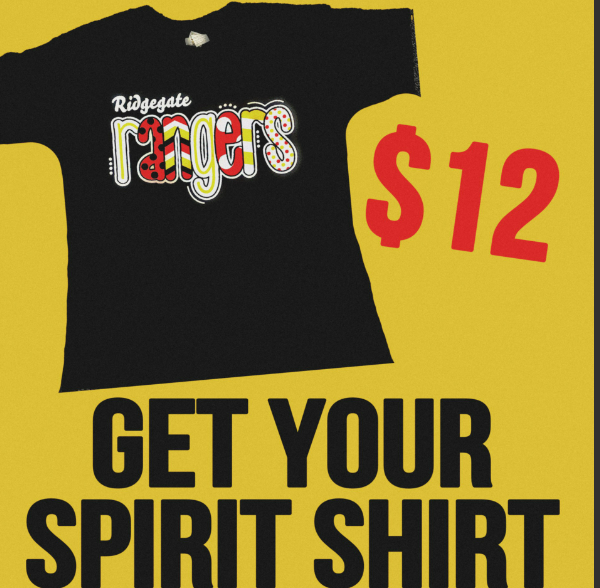 Ridgegate
rangers
$12
GET YOUR
SPIRIT SHIRT